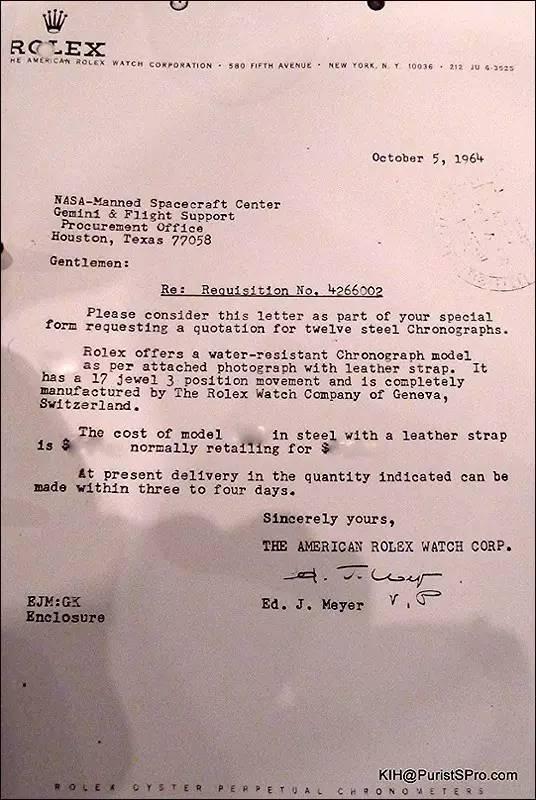 ROLEX
HE AMERICAN ROLEX WATCH CORPORATION · 580 FIFTH AVENUE · NEW YORK, N. Y. 10036 · 212 JU 6-3525
October 5, 1964
NASA-Manned Spacecraft Center
Gemini & Flight Support
Procurement Office
Houston, Texas 77058
Gentlemen:
Re: Requisition No. 4266002
Please consider this letter as part of your special
form requesting a quotation for twelve steel Chronographs.
Rolex offers a water-resistant Chronograph model
as per attached photograph with leather strap. It
has a 17 jewel 3 position movement and is completely
manufactured by The Rolex Watch Company of Geneva,
Switzerland.
The cost of model in steel with a leather strap
is $ normally retailing for $
At present delivery in the quantity indicated can be
made within three to four days.
Sincerely yours,
THE AMERICAN ROLEX WATCH CORP.
Ed. J. Meyer V.P
EJM:GK
Enclosure
KIH@PuristSPro.com
ROLEX OYSTER PERPETUAL CHRONOMETERS